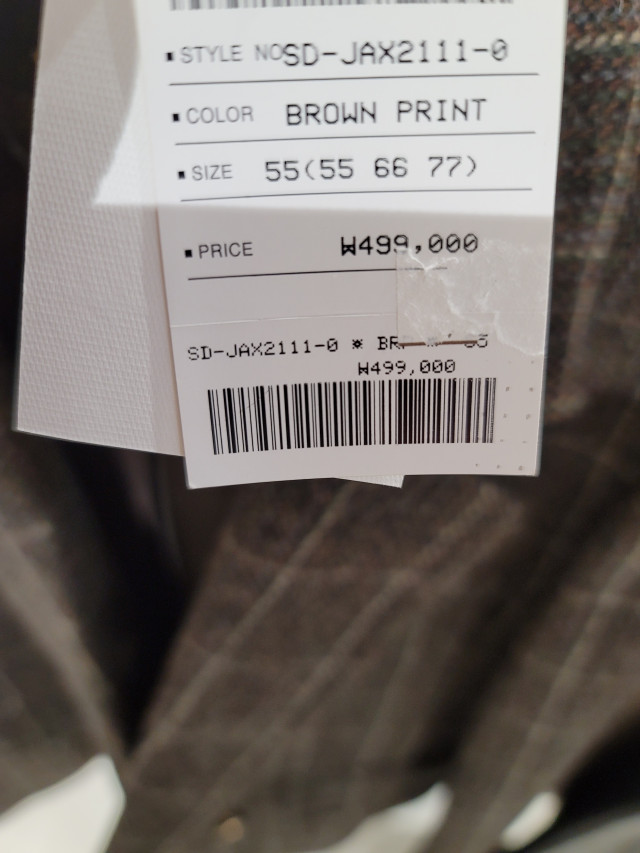 STYLE NO SD-JAX2111-0
COLOR BROWN PRINT
SIZE 55(55 66 77)
PRICE ₩499,000
SD-JAX2111-0 ※ BR
₩499,000